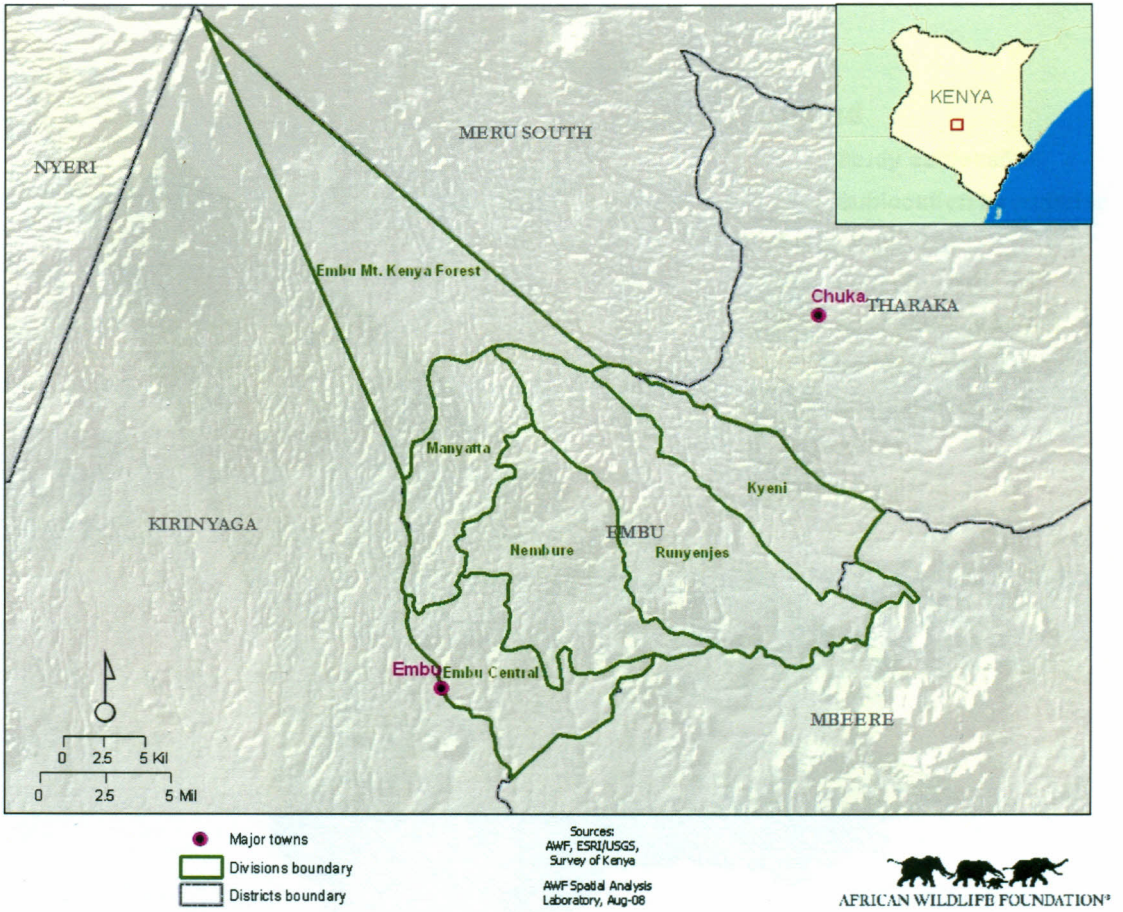 KENYA
MERU SOUTH
NYERI
Embu Mt. Kenya Forest
Chuka
THARAKA
Manyatta
Kyeni
KIRINYAGA
EMBU
Nembure
Runyenjes
Embu
Embu Central
MBEERE
0 2.5 5 Kil
0 2.5 5 Mil
Major towns
Divisions boundary
Districts boundary
Sources:
AWF, ESRI/USGS,
Survey of Kenya
AWF Spatial Analysis
Laboratory, Aug-08
AFRICAN WILDLIFE FOUNDATION®